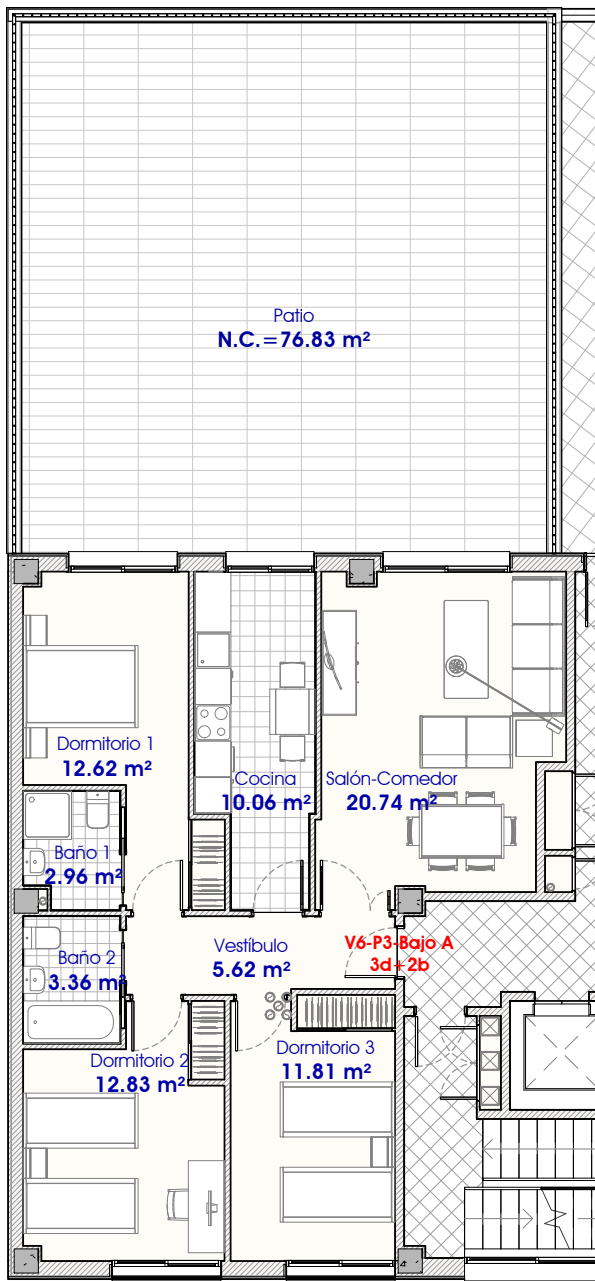 Patio
N.C.=76.83 m²
Dormitorio 1
12.62 m²
Cocina
10.06 m²
Salón-Comedor
20.74 m²
Baño 1
2.96 m²
Vestíbulo
5.62 m²
V6-P3-Bajo A
3d+2b
Baño 2
3.36 m²
Dormitorio 2
12.83 m²
Dormitorio 3
11.81 m²